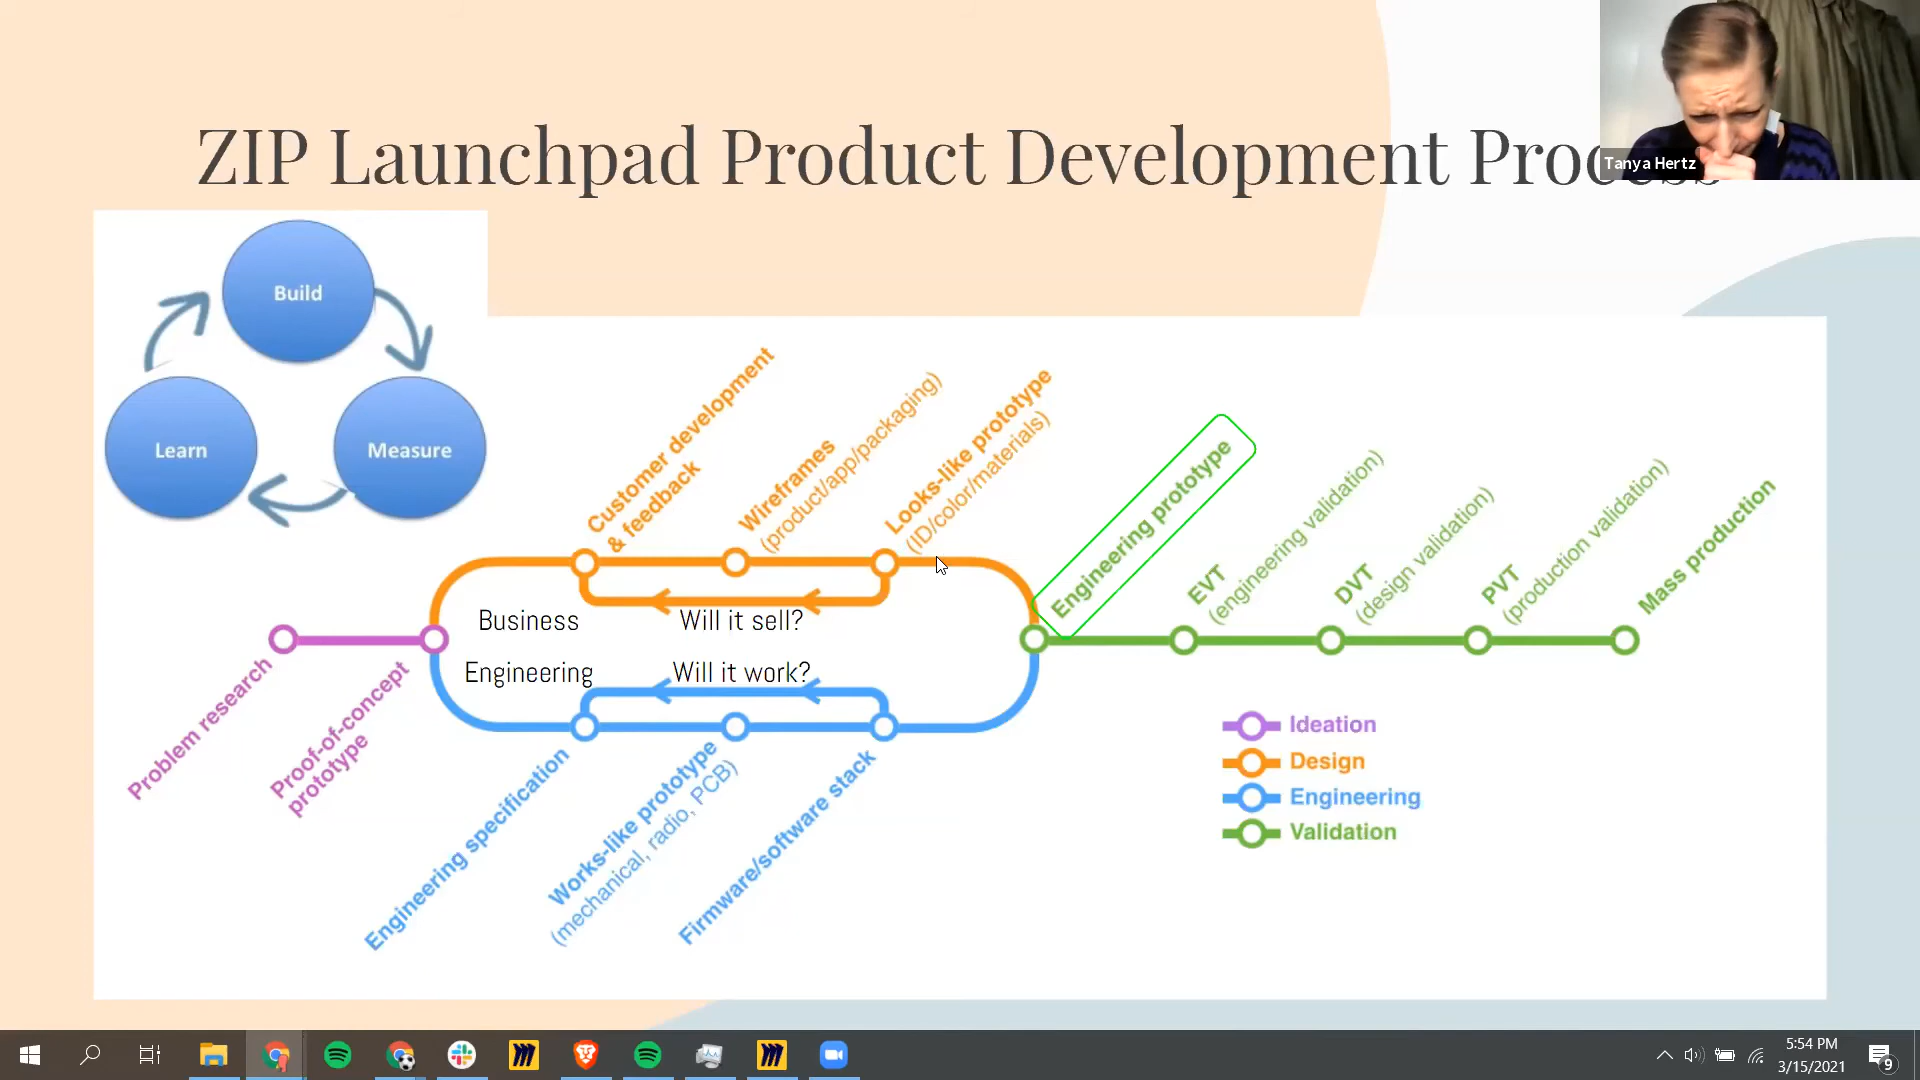 ZIP Launchpad Product Development Process
Tanya Hertz
Build
Learn
Measure
Customer development
& feedback
Wireframes
(product/app/packaging)
Looks-like prototype
(ID/color/materials)
Engineering prototype
EVT
(engineering validation)
DVT
(design validation)
PVT
(production validation)
Mass production
Business
Will it sell?
Engineering
Will it work?
Problem research
Proof-of-concept
prototype
Engineering specification
Works-like prototype
(mechanical, radio, PCB)
Firmware/software stack
Ideation
Design
Engineering
Validation
5:54 PM
3/15/2021
9